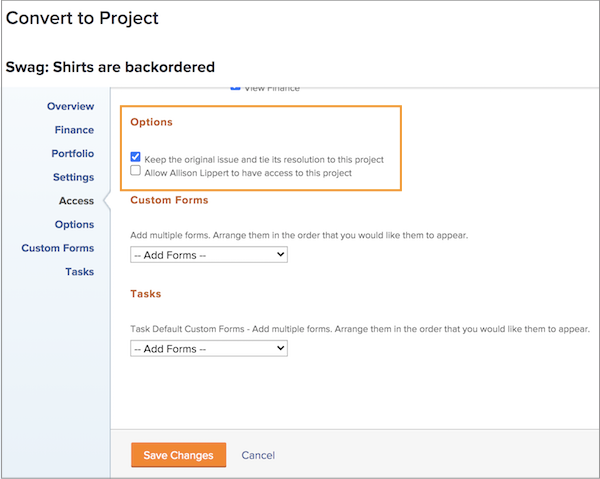 Convert to Project
Swag: Shirts are backordered
View Finance
Overview
Finance
Portfolio
Settings
Access
Options
Custom Forms
Tasks
Options
Keep the original issue and tie its resolution to this project
Allow Allison Lippert to have access to this project
Custom Forms
Add multiple forms. Arrange them in the order that you would like them to appear.
-- Add Forms --
Tasks
Task Default Custom Forms - Add multiple forms. Arrange them in the order that you would like them to appear.
-- Add Forms --
Save Changes Cancel